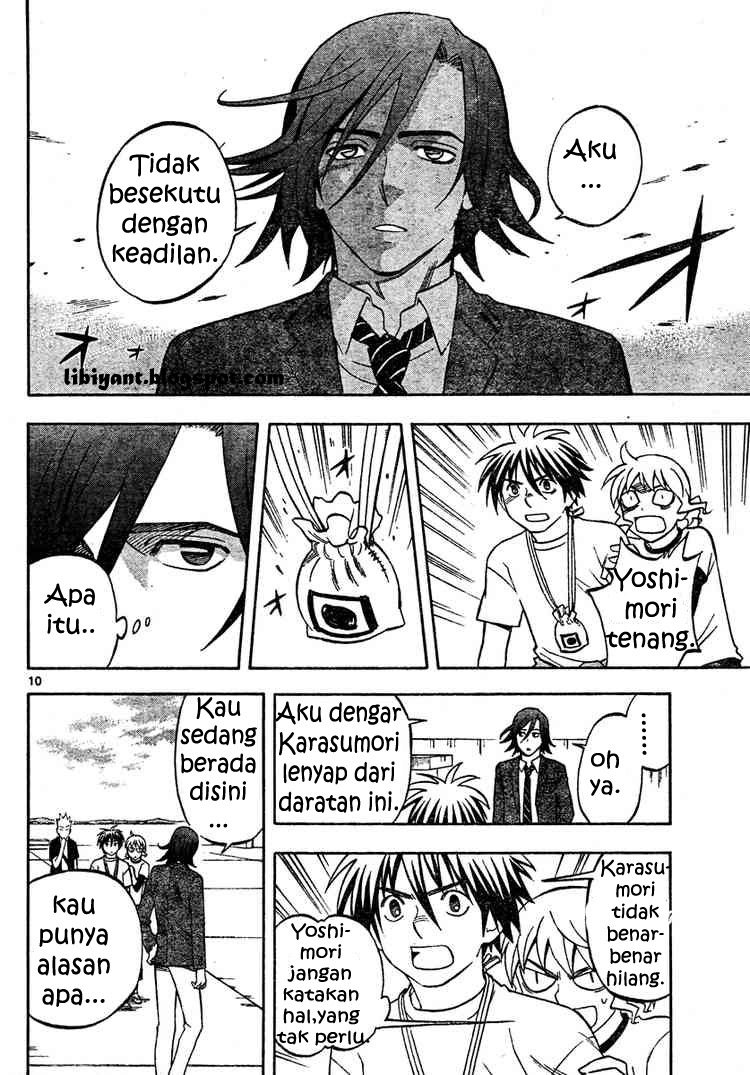 Aku
...
Tidak
besekutu
dengan
keadilan.
libiyant.blogspot.com
Yoshi-
mori
tenang.
Apa
itu..
10
......
oh
ya.
Aku dengar
Karasumori
lenyap dari
daratan ini.
Kau
sedang
berada
disini
...
kau
punya
alasan
apa...
Karasu-
mori
tidak
benar-
benar
hilang.
Yoshi-
mori
jangan
katakan
hal,yang
tak perlu.